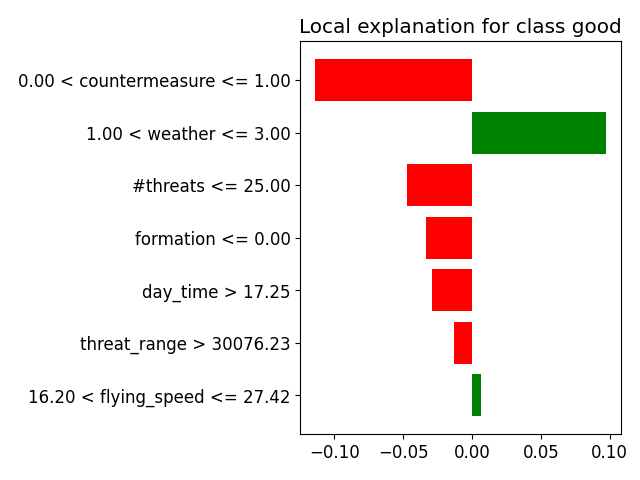 Local explanation for class good
0.00 < countermeasure <= 1.00
1.00 < weather <= 3.00
#threats <= 25.00
formation <= 0.00
day_time > 17.25
threat_range > 30076.23
16.20 < flying_speed <= 27.42
−0.10 −0.05 0.00 0.05 0.10